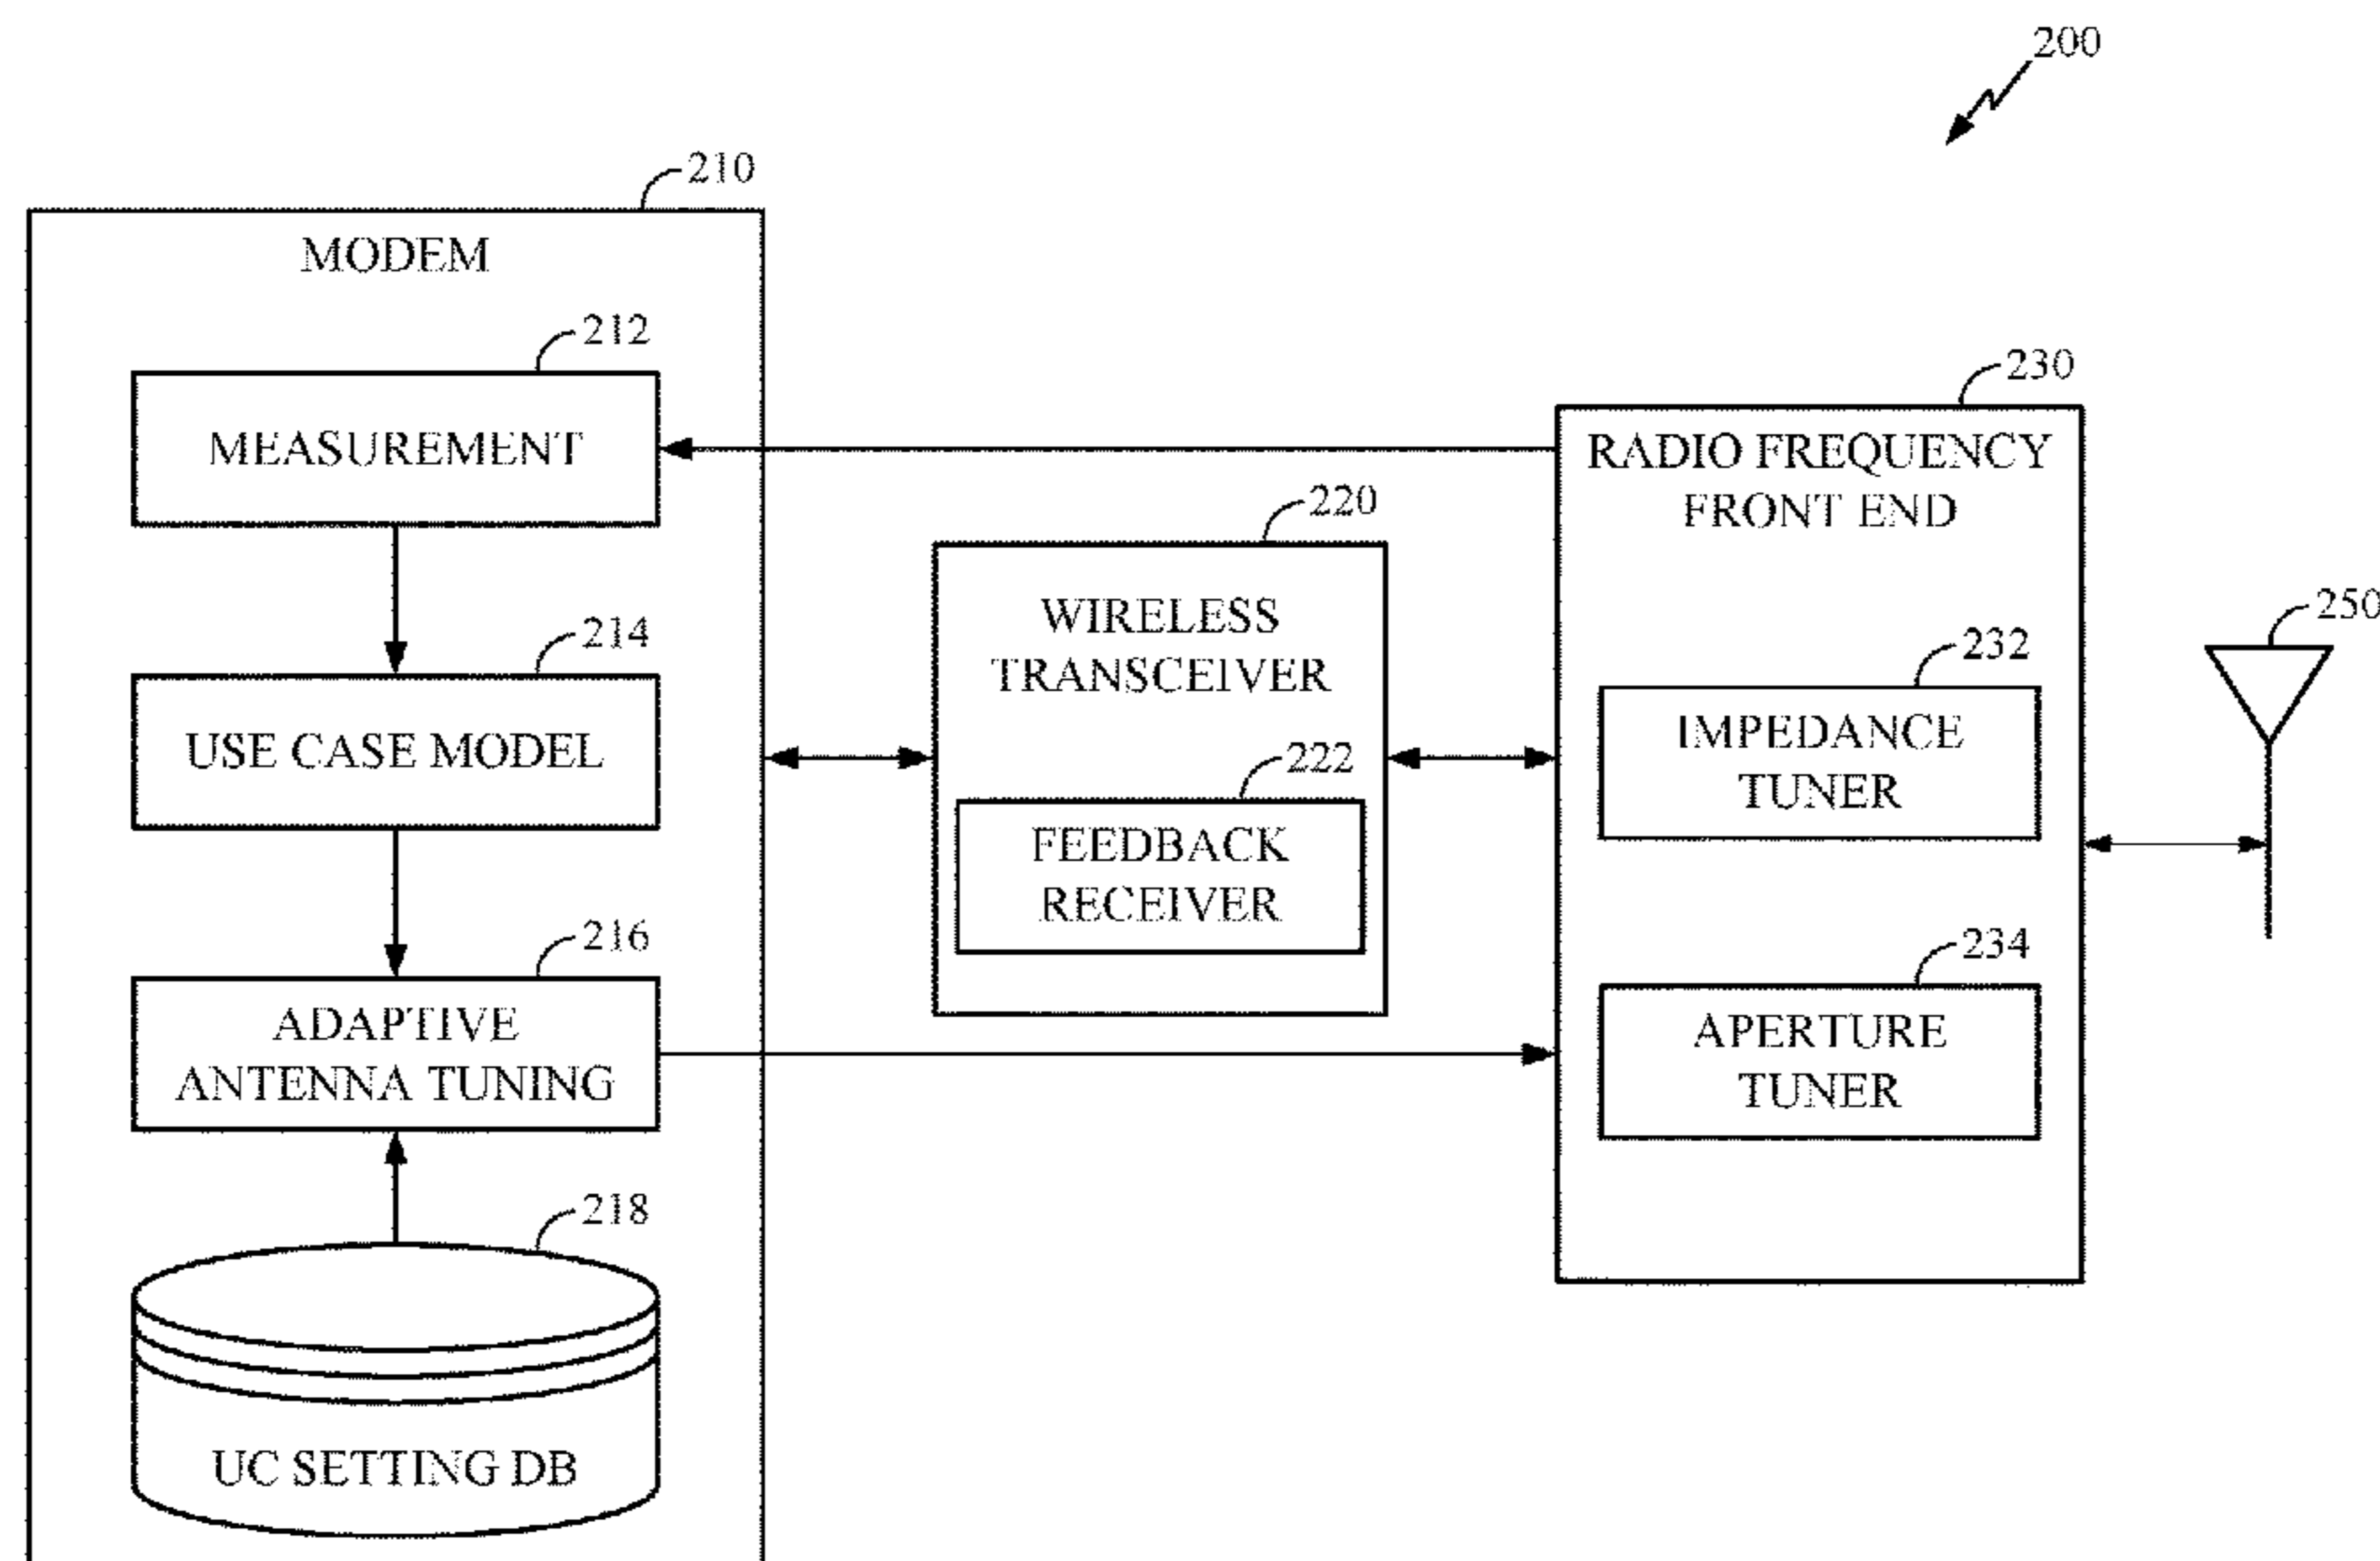 200
210
MODEM
212
MEASUREMENT
214
USE CASE MODEL
216
ADAPTIVE
ANTENNA TUNING
218
UC SETTING DB
220
WIRELESS
TRANSCEIVER
222
FEEDBACK
RECEIVER
230
RADIO FREQUENCY
FRONT END
232
IMPEDANCE
TUNER
234
APERTURE
TUNER
250